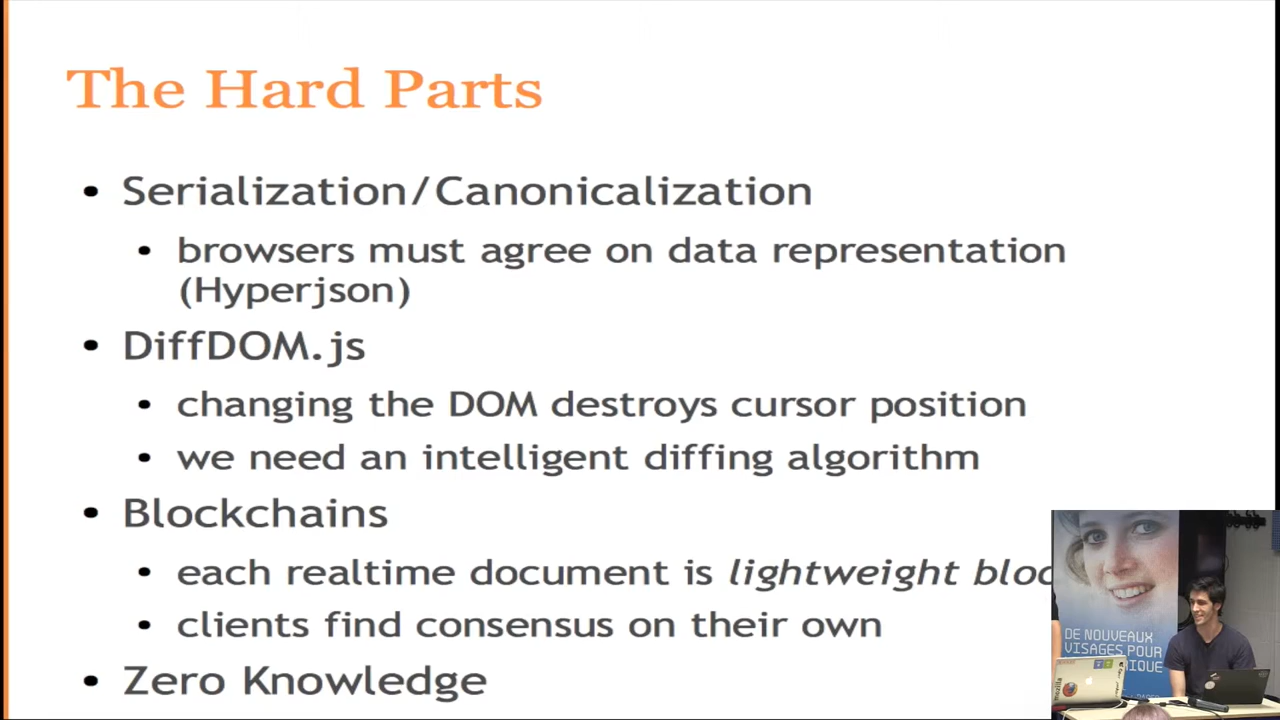 The Hard Parts
• Serialization/Canonicalization
• browsers must agree on data representation
(Hyperjson)
• DiffDOM.js
• changing the DOM destroys cursor position
• we need an intelligent diffing algorithm
• Blockchains
• each realtime document is lightweight
• clients find consensus on their own
• Zero Knowledge
DE NOUVEAUX
VISAGES POUR
mozilla